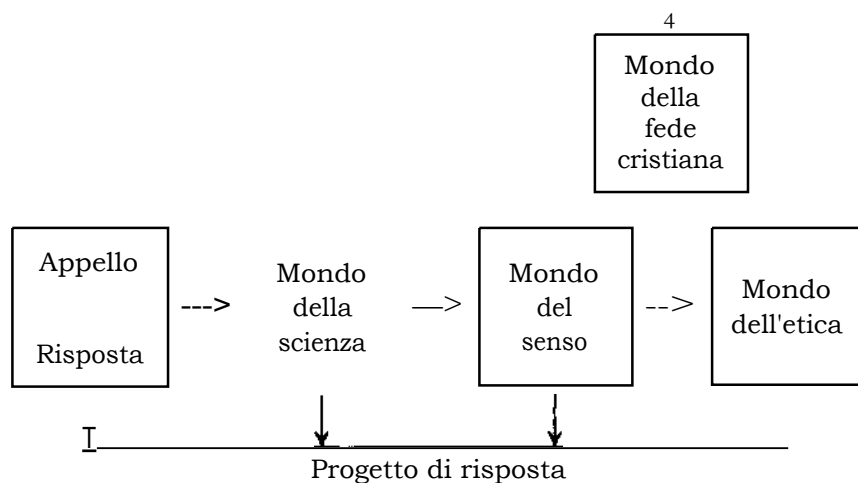 4
Mondo
della
fede
cristiana
Appello
Risposta
--->
Mondo
della
scienza
—>
Mondo
del
senso
-->
Mondo
dell'etica
T
Progetto di risposta